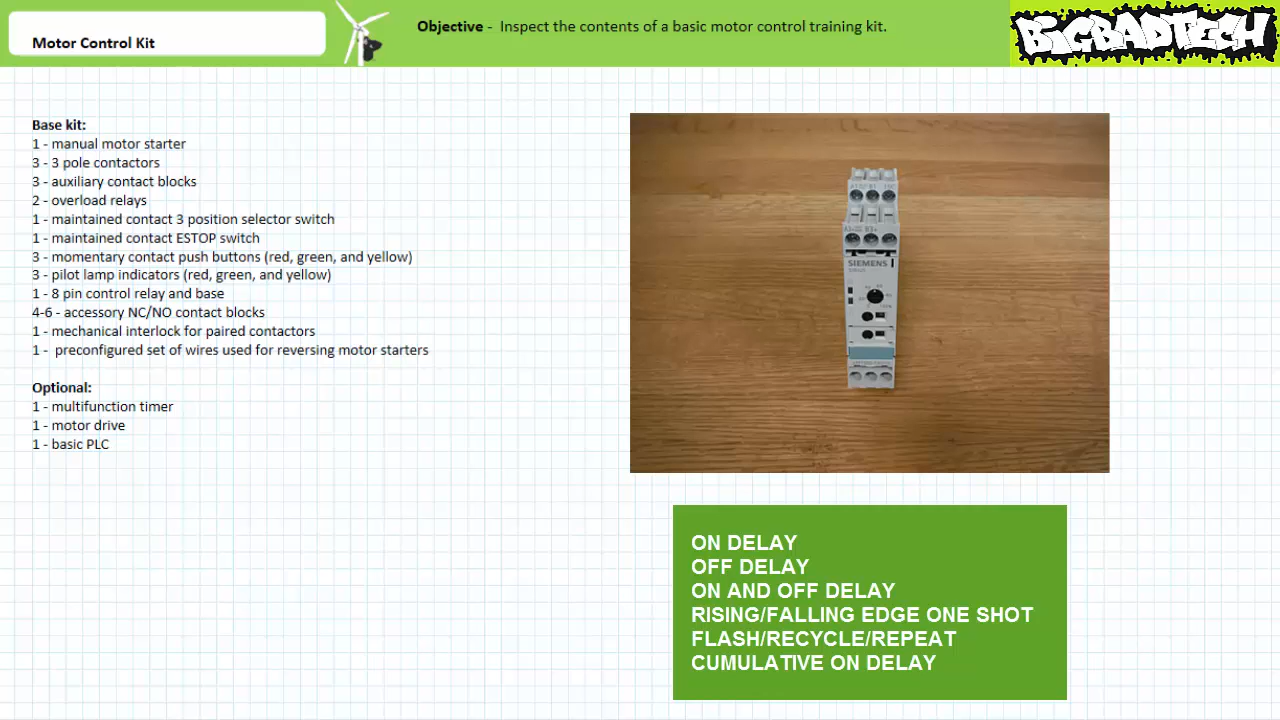 Motor Control Kit
Objective - Inspect the contents of a basic motor control training kit.
BIGBADTECH
Base kit:
1 - manual motor starter
3 - 3 pole contactors
3 - auxiliary contact blocks
2 - overload relays
1 - maintained contact 3 position selector switch
1 - maintained contact ESTOP switch
3 - momentary contact push buttons (red, green, and yellow)
3 - pilot lamp indicators (red, green, and yellow)
1 - 8 pin control relay and base
4-6 - accessory NC/NO contact blocks
1 - mechanical interlock for paired contactors
1 -  preconfigured set of wires used for reversing motor starters
Optional:
1 - multifunction timer
1 - motor drive
1 - basic PLC
SIEMENS
ON DELAY
OFF DELAY
ON AND OFF DELAY
RISING/FALLING EDGE ONE SHOT
FLASH/RECYCLE/REPEAT
CUMULATIVE ON DELAY